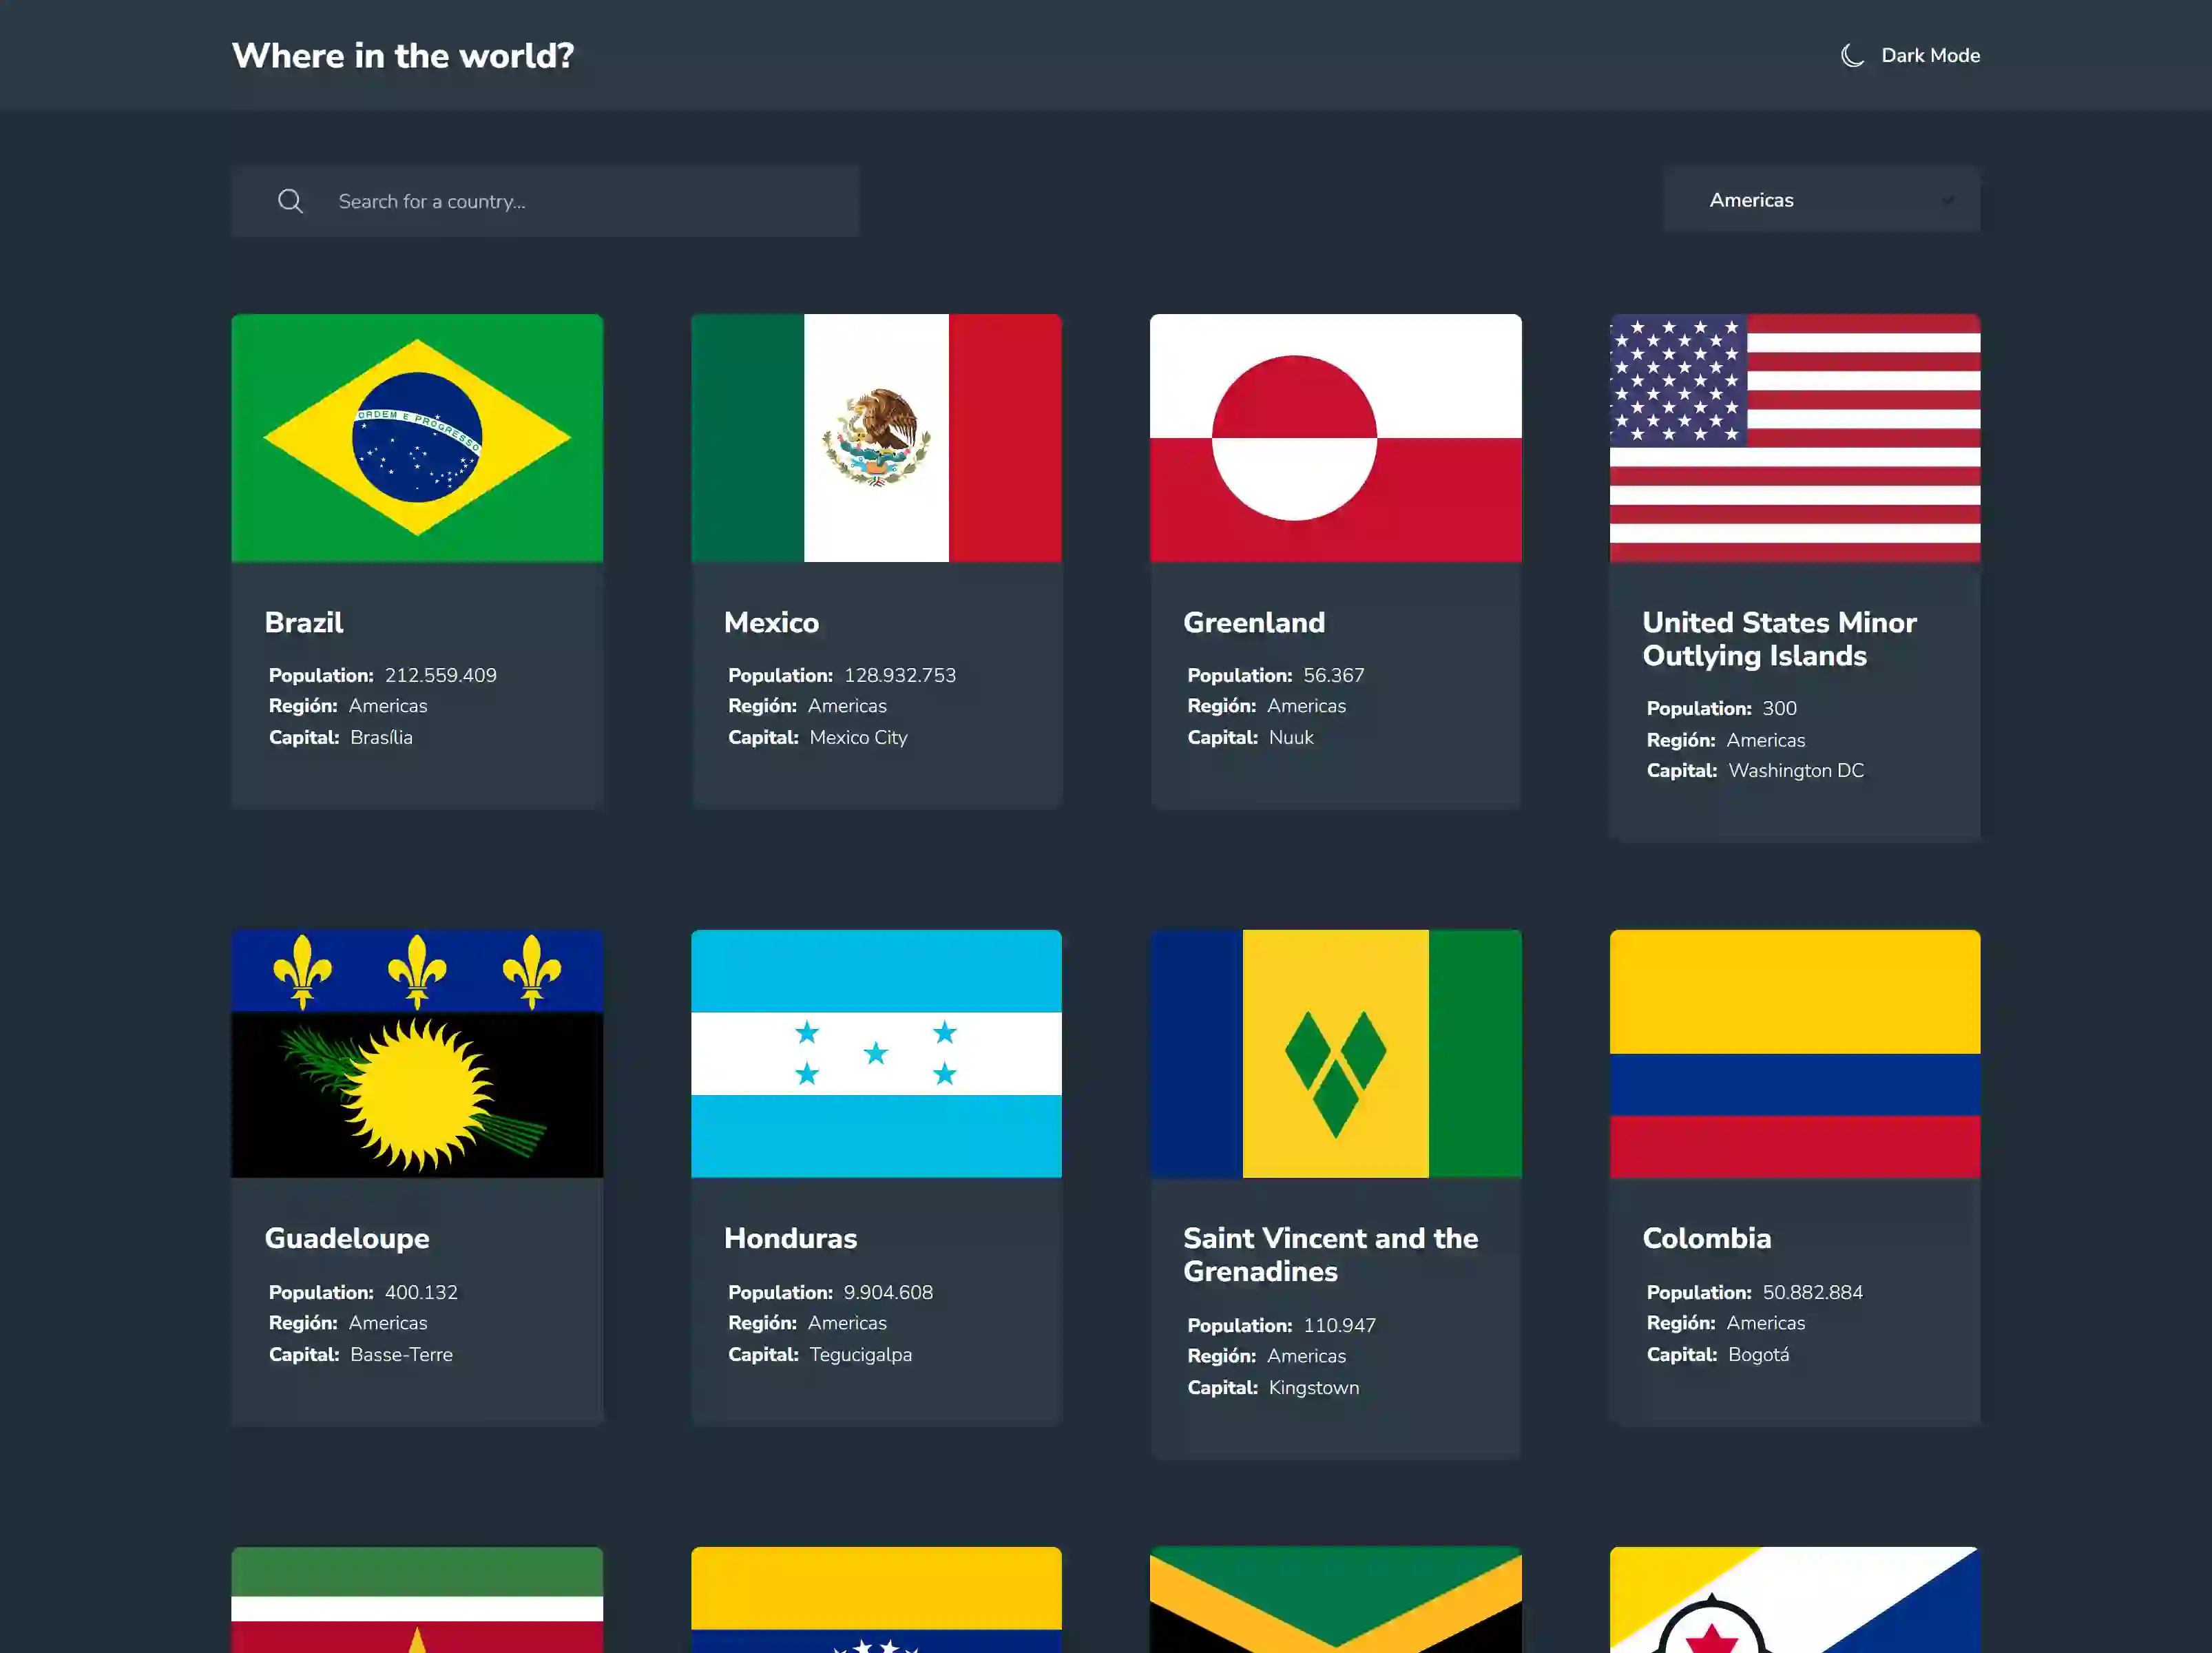 Where in the world?
Dark Mode
Search for a country...
Americas
ORDEM E PROGRESSO
Brazil
Population: 212.559.409
Región: Americas
Capital: Brasília
Mexico
Population: 128.932.753
Región: Americas
Capital: Mexico City
Greenland
Population: 56.367
Región: Americas
Capital: Nuuk
United States Minor
Outlying Islands
Population: 300
Región: Americas
Capital: Washington DC
Guadeloupe
Population: 400.132
Región: Americas
Capital: Basse-Terre
Honduras
Population: 9.904.608
Región: Americas
Capital: Tegucigalpa
Saint Vincent and the
Grenadines
Population: 110.947
Región: Americas
Capital: Kingstown
Colombia
Population: 50.882.884
Región: Americas
Capital: Bogotá